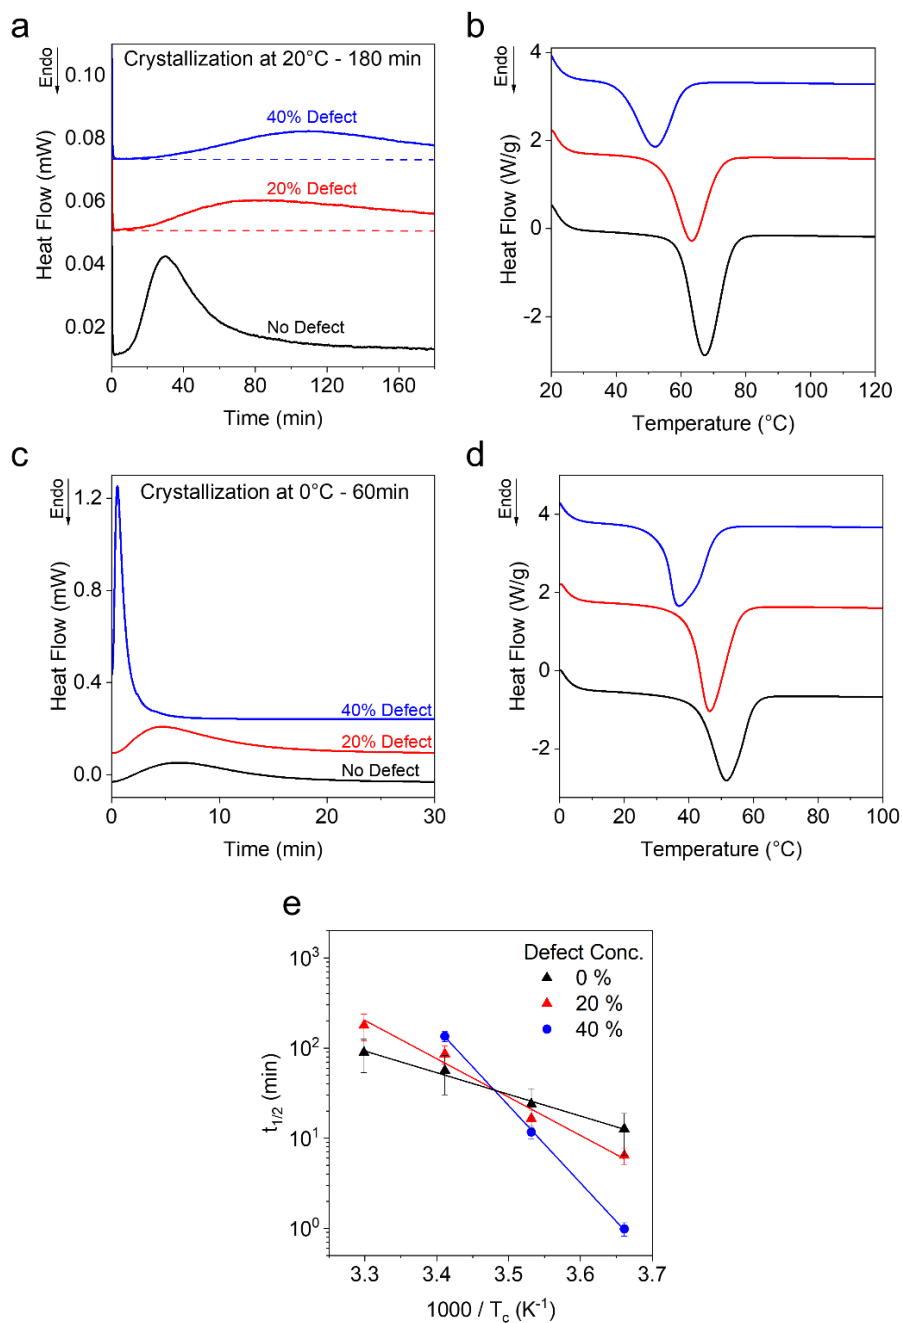 a
Endo
Crystallization at 20°C - 180 min
40% Defect
20% Defect
No Defect
0.10
0.08
0.06
0.04
0.02
Heat Flow (mW)
0
40
80
120
160
Time (min)
b
Endo
4
2
0
-2
Heat Flow (W/g)
20
40
60
80
100
120
Temperature (°C)
c
Endo
Crystallization at 0°C - 60min
40% Defect
20% Defect
No Defect
1.2
0.8
0.4
0.0
Heat Flow (mW)
0
10
20
30
Time (min)
d
Endo
4
2
0
-2
Heat Flow (W/g)
0
20
40
60
80
100
Temperature (°C)
e
Defect Conc.
0 %
20 %
40 %
10³
10²
10¹
10⁰
t1/2 (min)
3.3
3.4
3.5
3.6
3.7
1000 / Tc (K⁻¹)